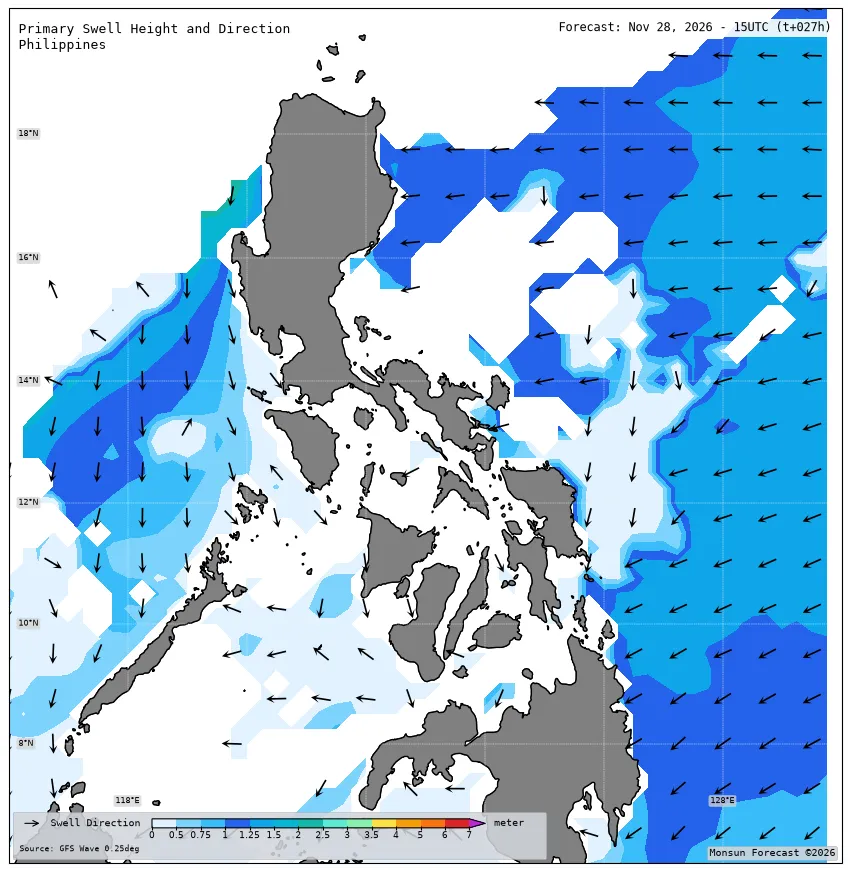 Primary Swell Height and Direction
Philippines
Forecast: Nov 28, 2026 - 15UTC (t+027h)
18°N
16°N
14°N
12°N
10°N
8°N
118°E
128°E
Swell Direction
0 0.5 0.75 1 1.25 1.5 2 2.5 3 3.5 4 5 6 7
meter
Source: GFS Wave 0.25deg
Monsun Forecast ©2026